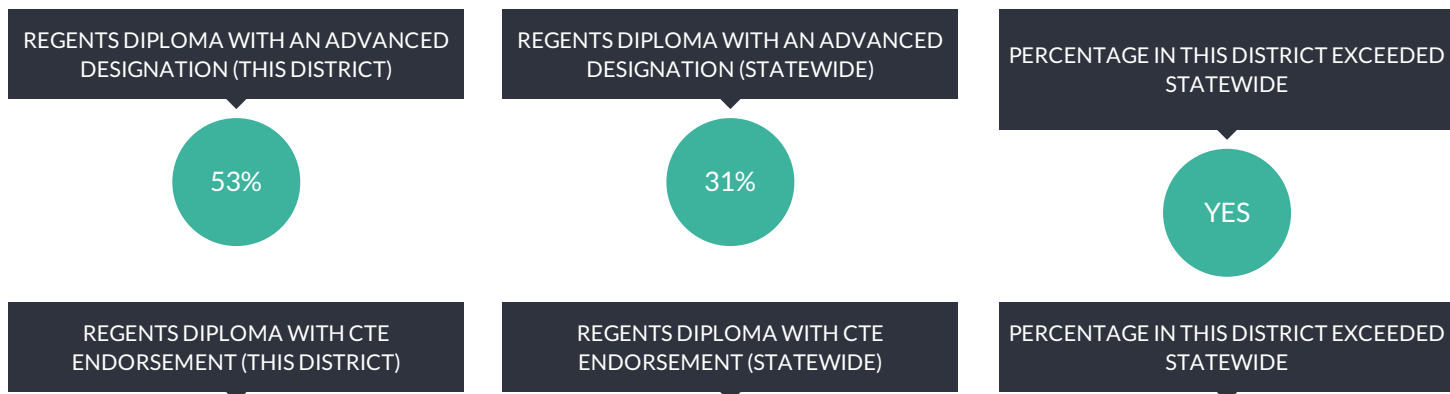 REGENTS DIPLOMA WITH AN ADVANCED
DESIGNATION (THIS DISTRICT)
53%
REGENTS DIPLOMA WITH AN ADVANCED
DESIGNATION (STATEWIDE)
31%
PERCENTAGE IN THIS DISTRICT EXCEEDED
STATEWIDE
YES
REGENTS DIPLOMA WITH CTE
ENDORSEMENT (THIS DISTRICT)
REGENTS DIPLOMA WITH CTE
ENDORSEMENT (STATEWIDE)
PERCENTAGE IN THIS DISTRICT EXCEEDED
STATEWIDE